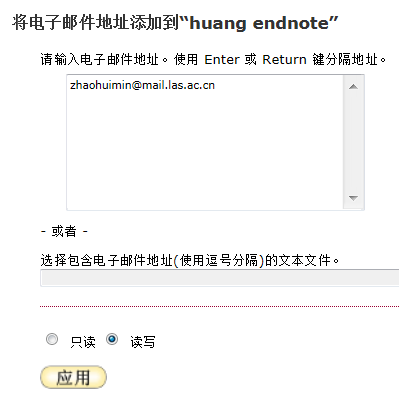 将电子邮件地址添加到“huang endnote”
请输入电子邮件地址。使用 Enter 或 Return 键分隔地址。
zhaohuimin@mail.las.ac.cn
- 或者 -
选择包含电子邮件地址(使用逗号分隔)的文本文件。
只读 读写
应用